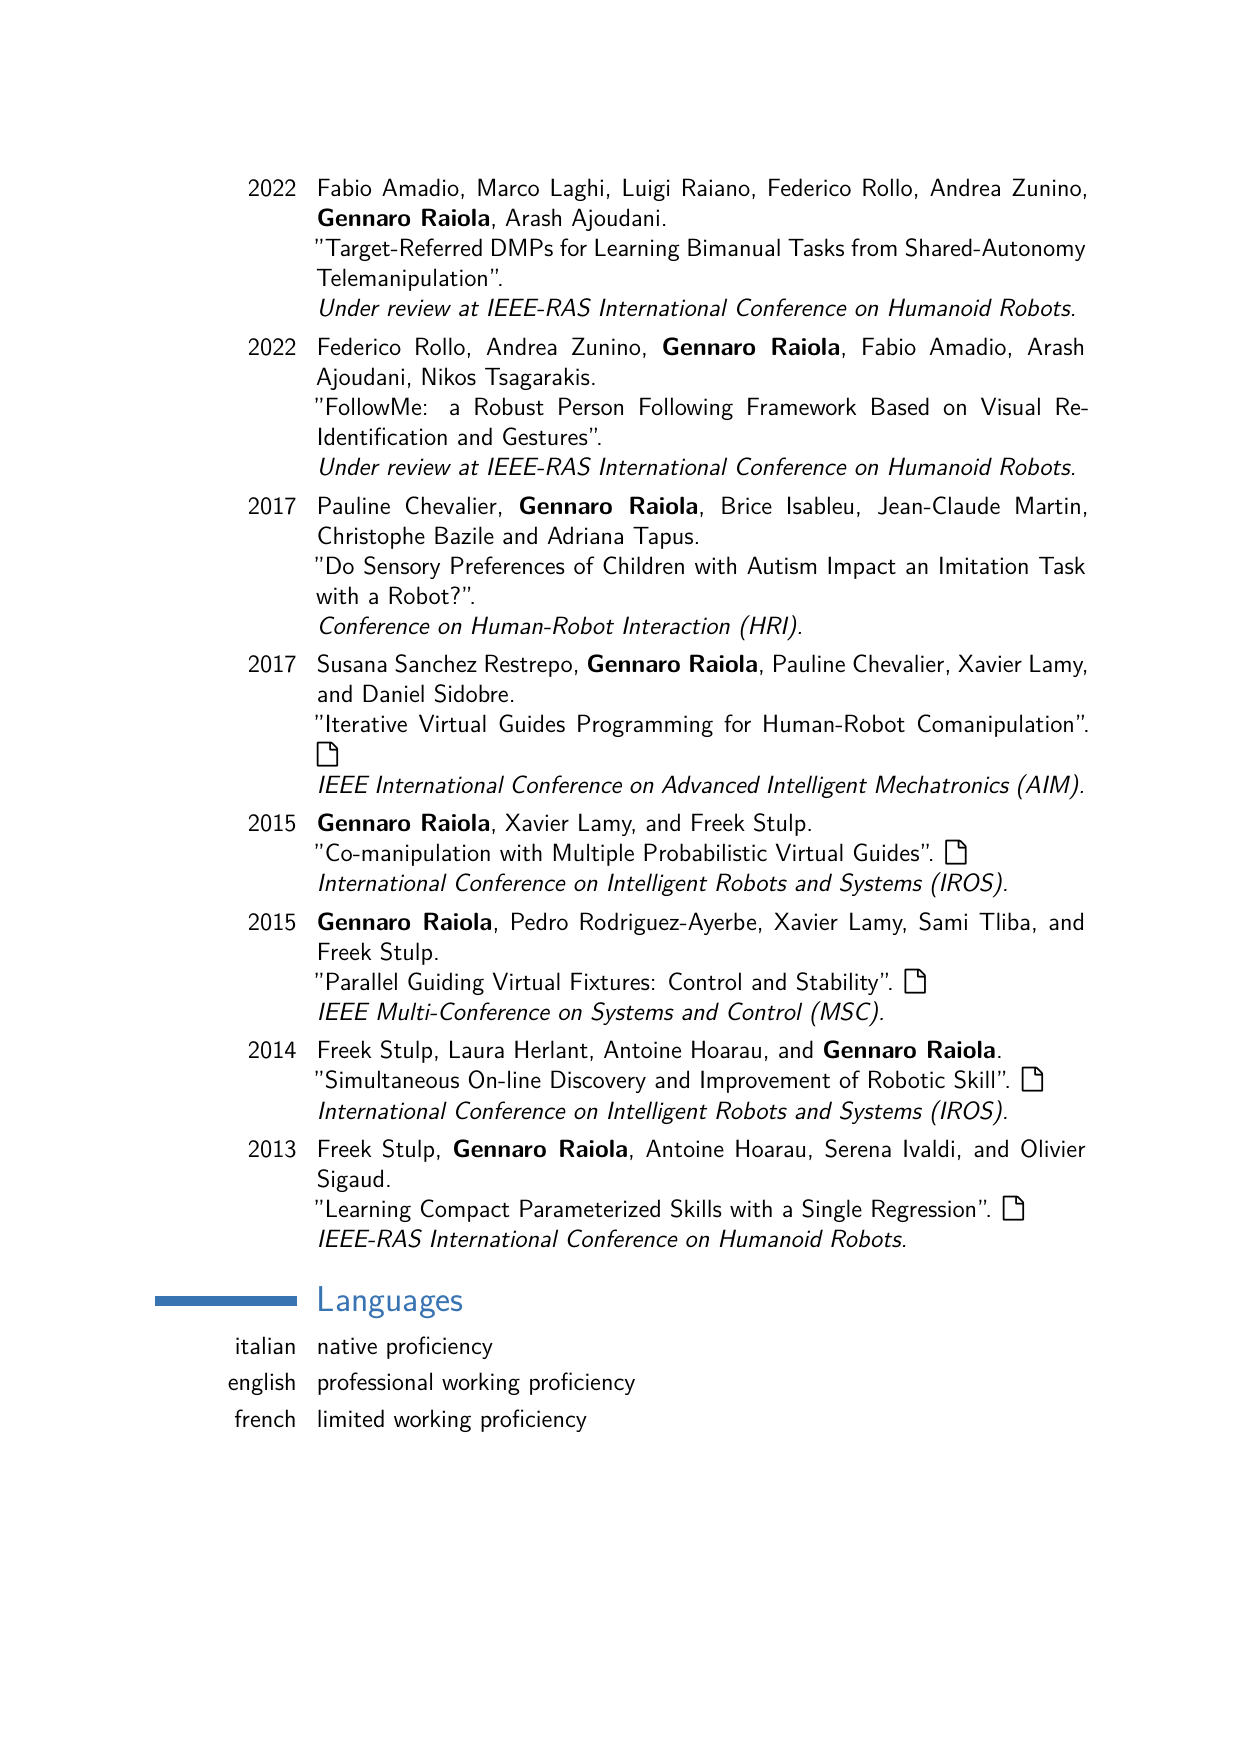 2022 Fabio Amadio, Marco Laghi, Luigi Raiano, Federico Rollo, Andrea Zunino,
Gennaro Raiola, Arash Ajoudani.
”Target-Referred DMPs for Learning Bimanual Tasks from Shared-Autonomy
Telemanipulation”.
Under review at IEEE-RAS International Conference on Humanoid Robots.
2022 Federico Rollo, Andrea Zunino, Gennaro Raiola, Fabio Amadio, Arash
Ajoudani, Nikos Tsagarakis.
”FollowMe: a Robust Person Following Framework Based on Visual Re-
Identification and Gestures”.
Under review at IEEE-RAS International Conference on Humanoid Robots.
2017 Pauline Chevalier, Gennaro Raiola, Brice Isableu, Jean-Claude Martin,
Christophe Bazile and Adriana Tapus.
”Do Sensory Preferences of Children with Autism Impact an Imitation Task
with a Robot?”.
Conference on Human-Robot Interaction (HRI).
2017 Susana Sanchez Restrepo, Gennaro Raiola, Pauline Chevalier, Xavier Lamy,
and Daniel Sidobre.
”Iterative Virtual Guides Programming for Human-Robot Comanipulation”.
IEEE International Conference on Advanced Intelligent Mechatronics (AIM).
2015 Gennaro Raiola, Xavier Lamy, and Freek Stulp.
”Co-manipulation with Multiple Probabilistic Virtual Guides”.
International Conference on Intelligent Robots and Systems (IROS).
2015 Gennaro Raiola, Pedro Rodriguez-Ayerbe, Xavier Lamy, Sami Tliba, and
Freek Stulp.
”Parallel Guiding Virtual Fixtures: Control and Stability”.
IEEE Multi-Conference on Systems and Control (MSC).
2014 Freek Stulp, Laura Herlant, Antoine Hoarau, and Gennaro Raiola.
”Simultaneous On-line Discovery and Improvement of Robotic Skill”.
International Conference on Intelligent Robots and Systems (IROS).
2013 Freek Stulp, Gennaro Raiola, Antoine Hoarau, Serena Ivaldi, and Olivier
Sigaud.
”Learning Compact Parameterized Skills with a Single Regression”.
IEEE-RAS International Conference on Humanoid Robots.
Languages
italian native proficiency
english professional working proficiency
french limited working proficiency